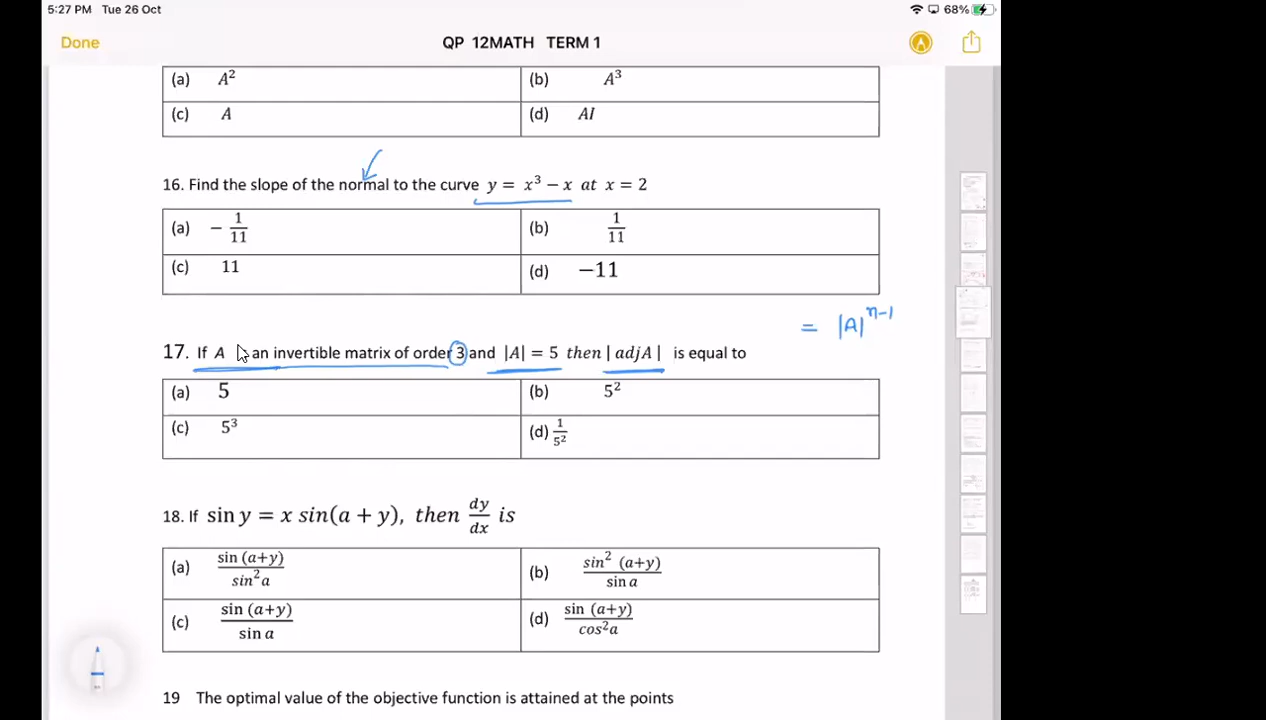 5:27 PM Tue 26 Oct 68%
Done QP 12MATH TERM 1
(a) A² (b) A³
(c) A (d) AI
16. Find the slope of the normal to the curve y = x³ − x at x = 2
(a) − 1/11 (b) 1/11
(c) 11 (d) −11
= |A|ⁿ⁻¹
17. If A an invertible matrix of order 3 and |A| = 5 then | adjA | is equal to
(a) 5 (b) 5²
(c) 5³ (d) 1/5²
18. If sin y = x sin(a + y), then dy/dx is
(a) sin (a+y)/sin²a (b) sin² (a+y)/sin a
(c) sin (a+y)/sin a (d) sin (a+y)/cos²a
19 The optimal value of the objective function is attained at the points